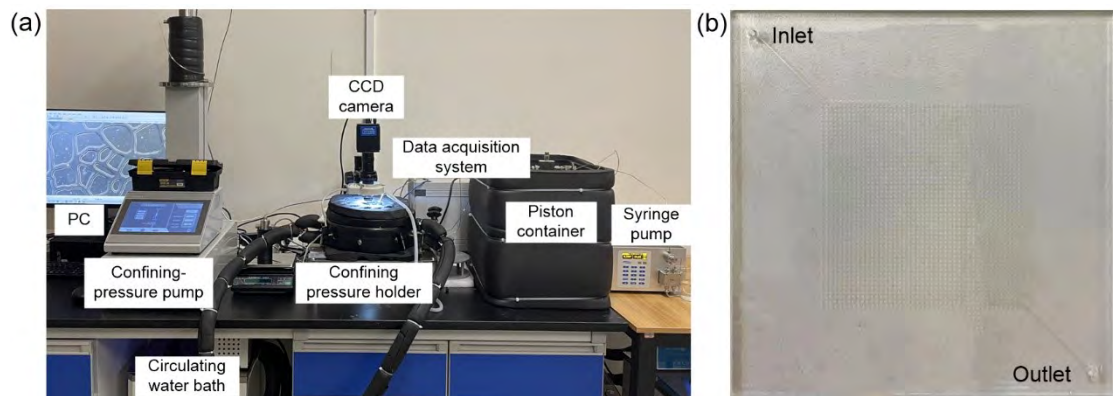 (a)
CCD
camera
Data acquisition
system
PC
Confining-
pressure pump
Confining
pressure holder
Piston
container
Syringe
pump
Circulating
water bath
(b)
Inlet
Outlet